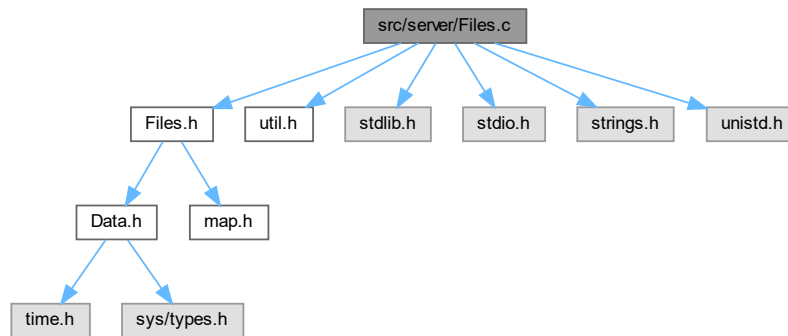 src/server/Files.c
Files.h
util.h
stdlib.h
stdio.h
strings.h
unistd.h
Data.h
map.h
time.h
sys/types.h